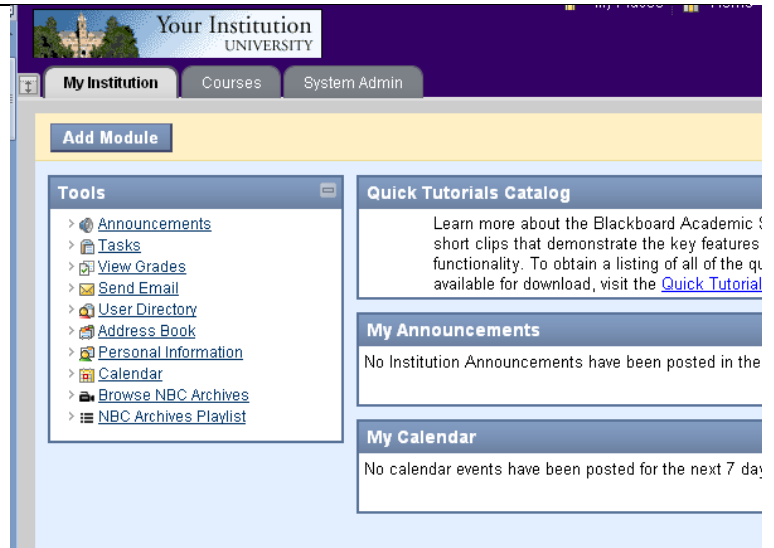 My Places Home
Your Institution
UNIVERSITY
My Institution Courses System Admin
Add Module
Tools
Announcements
Tasks
View Grades
Send Email
User Directory
Address Book
Personal Information
Calendar
Browse NBC Archives
NBC Archives Playlist
Quick Tutorials Catalog
Learn more about the Blackboard Academic
short clips that demonstrate the key features
functionality. To obtain a listing of all of the
available for download, visit the Quick Tutorial
My Announcements
No Institution Announcements have been posted in the
My Calendar
No calendar events have been posted for the next 7